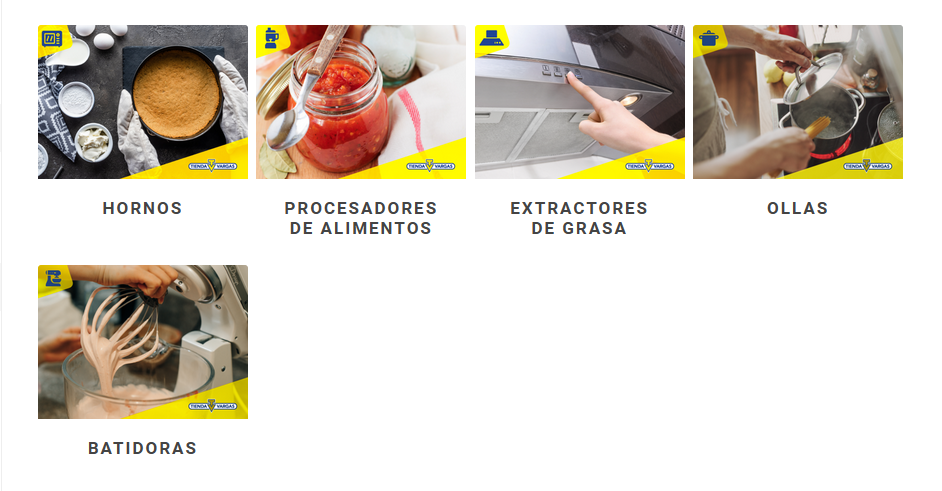 TIENDA VARGAS
TIENDA VARGAS
TIENDA VARGAS
TIENDA VARGAS
HORNOS
PROCESADORES
DE ALIMENTOS
EXTRACTORES
DE GRASA
OLLAS
TIENDA VARGAS
BATIDORAS